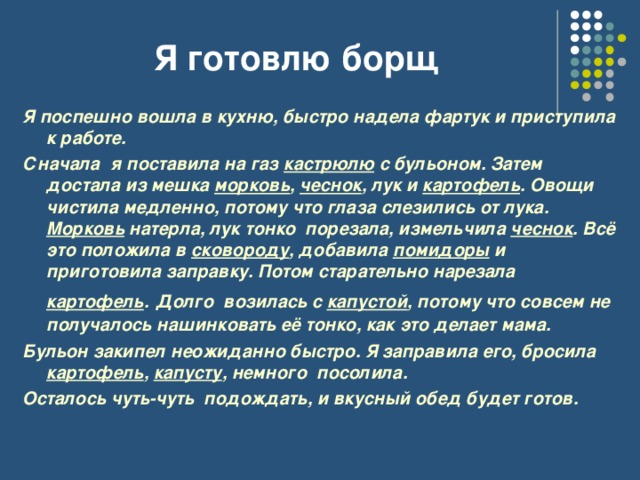 Я готовлю борщ
Я поспешно вошла в кухню, быстро надела фартук и приступила
к работе.
Сначала я поставила на газ кастрюлю с бульоном. Затем
достала из мешка морковь, чеснок, лук и картофель. Овощи
чистила медленно, потому что глаза слезились от лука.
Морковь натерла, лук тонко порезала, измельчила чеснок. Всё
это положила в сковороду, добавила помидоры и
приготовила заправку. Потом старательно нарезала
картофель. Долго возилась с капустой, потому что совсем не
получалось нашинковать её тонко, как это делает мама.
Бульон закипел неожиданно быстро. Я заправила его, бросила
картофель, капусту, немного посолила.
Осталось чуть-чуть подождать, и вкусный обед будет готов.